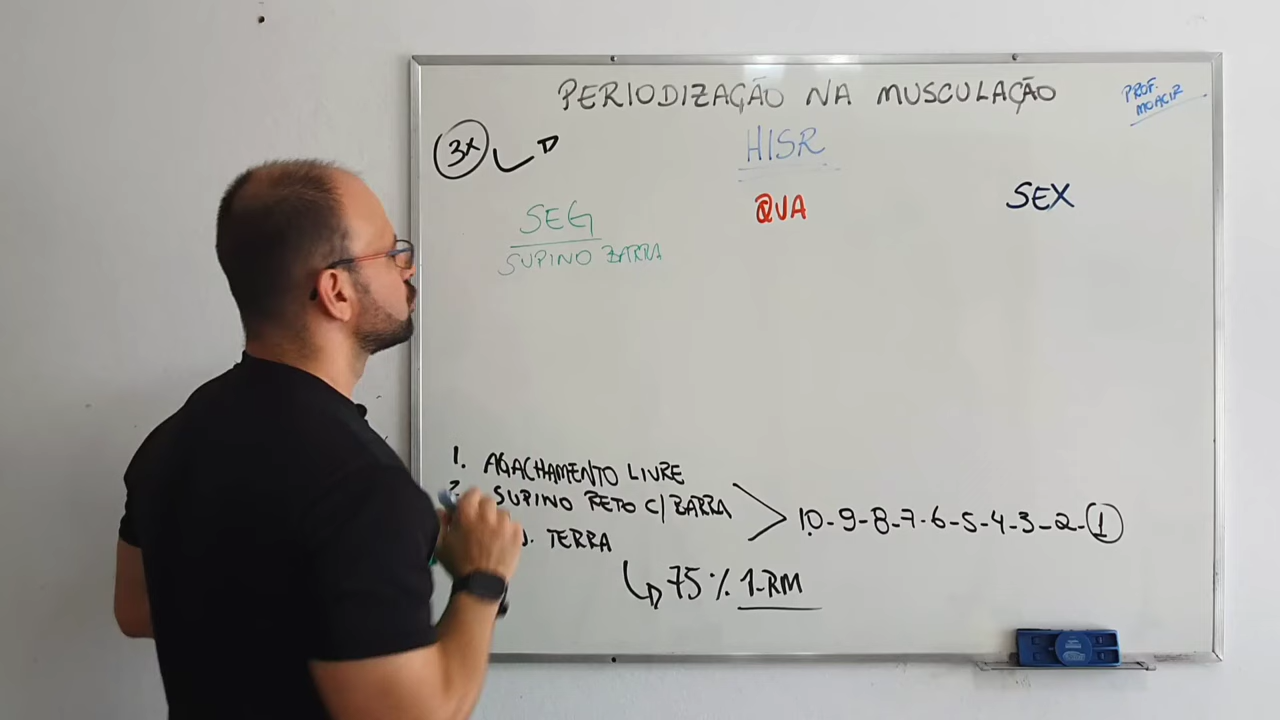 PERIODIZAÇÃO NA MUSCULAÇÃO
PROF.
MOACIR
3X
HISR
SEG
QUA
SEX
SUPINO BARRA
1. AGACHAMENTO LIVRE
2. SUPINO RETO C/ BARRA
TERRA
10-9-8-7-6-5-4-3-2-1
75% 1-RM